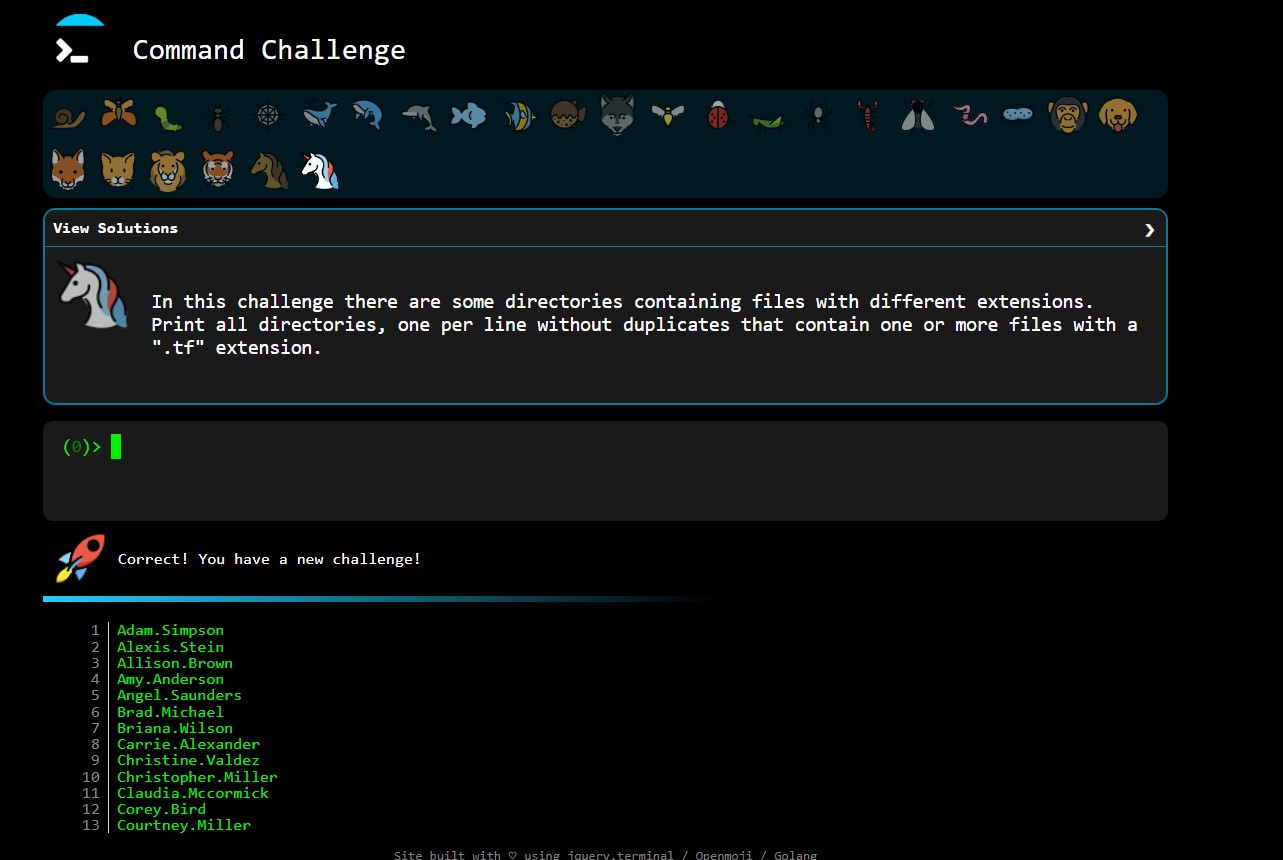 Command Challenge
View Solutions
In this challenge there are some directories containing files with different extensions.
Print all directories, one per line without duplicates that contain one or more files with a
".tf" extension.
(0)>
Correct! You have a new challenge!
1 Adam.Simpson
2 Alexis.Stein
3 Allison.Brown
4 Amy.Anderson
5 Angel.Saunders
6 Brad.Michael
7 Briana.Wilson
8 Carrie.Alexander
9 Christine.Valdez
10 Christopher.Miller
11 Claudia.Mccormick
12 Corey.Bird
13 Courtney.Miller
Site built with ♡ using jquery.terminal / Openmoji / Golang